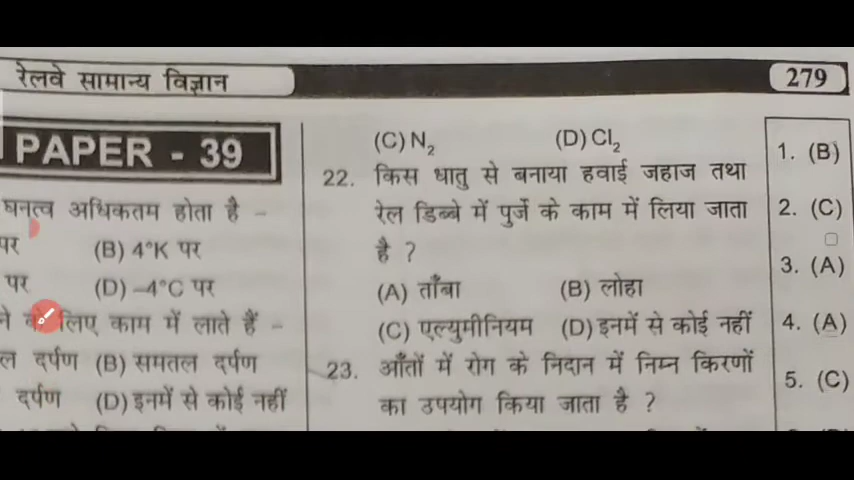 रेलवे सामान्य विज्ञान
279
PAPER - 39
घनत्व अधिकतम होता है -
पर (B) 4°K पर
पर (D) -4°C पर
लिए काम में लाते हैं -
दर्पण (B) समतल दर्पण
दर्पण (D) इनमें से कोई नहीं
(C) N₂ (D) Cl₂
22. किस धातु से बनाया हवाई जहाज तथा
रेल डिब्बे में पुर्जे के काम में लिया जाता
है ?
(A) ताँबा (B) लोहा
(C) एल्युमीनियम (D) इनमें से कोई नहीं
23. आँतों में रोग के निदान में निम्न किरणों
का उपयोग किया जाता है ?
1. (B)
2. (C)
3. (A)
4. (A)
5. (C)